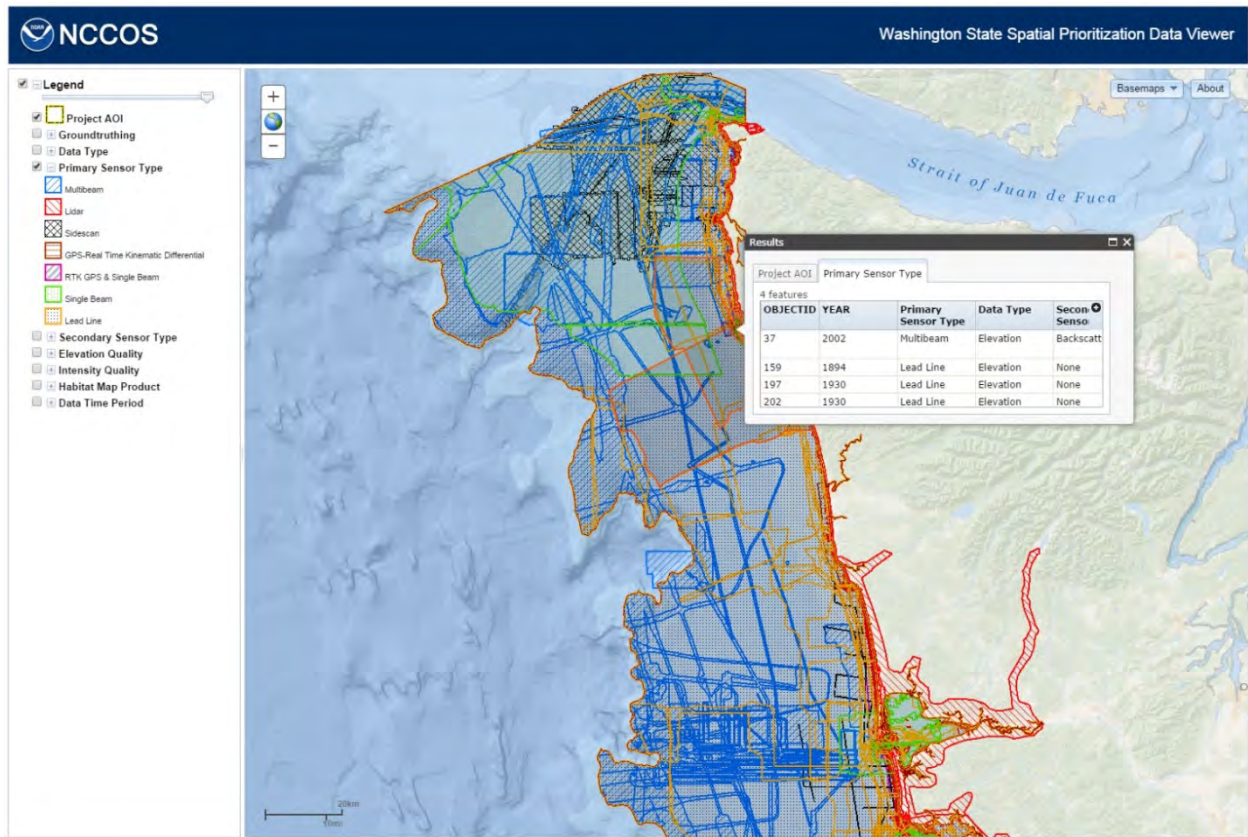 NOAA
NCCOS
Washington State Spatial Prioritization Data Viewer
Legend
Project AOI
Groundtruthing
Data Type
Primary Sensor Type
Multibeam
Lidar
Sidescan
GPS-Real Time Kinematic Differential
RTK GPS & Single Beam
Single Beam
Lead Line
Secondary Sensor Type
Elevation Quality
Intensity Quality
Habitat Map Product
Data Time Period
+
−
Basemaps About
Strait of Juan de Fuca
Results
Project AOI Primary Sensor Type
4 features
OBJECTID YEAR Primary Sensor Type Data Type Secon Senso
37 2002 Multibeam Elevation Backscatt
159 1894 Lead Line Elevation None
197 1930 Lead Line Elevation None
202 1930 Lead Line Elevation None
20km